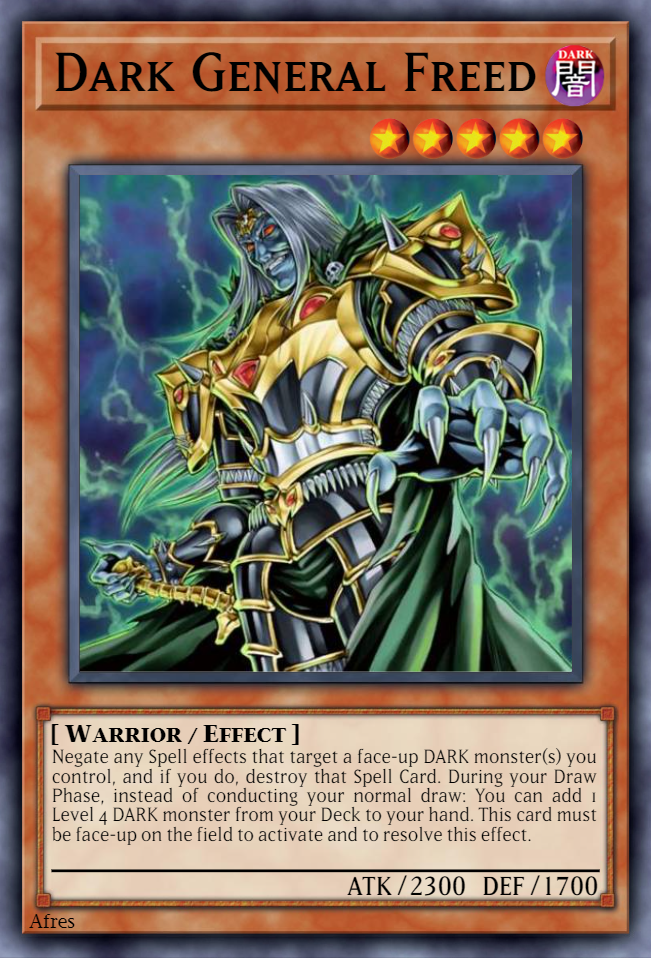 Dark General Freed
DARK
闇
[ Warrior / Effect ]
Negate any Spell effects that target a face-up DARK monster(s) you
control, and if you do, destroy that Spell Card. During your Draw
Phase, instead of conducting your normal draw: You can add 1
Level 4 DARK monster from your Deck to your hand. This card must
be face-up on the field to activate and to resolve this effect.
ATK / 2300 DEF / 1700
Afres